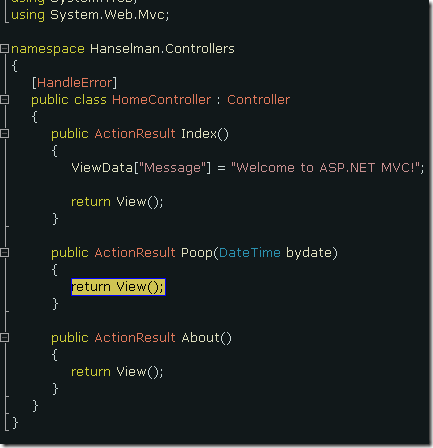 using System.Web.Mvc;
namespace Hanselman.Controllers
{
[HandleError]
public class HomeController : Controller
{
public ActionResult Index()
{
ViewData["Message"] = "Welcome to ASP.NET MVC!";
return View();
}
public ActionResult Poop(DateTime bydate)
{
return View();
}
public ActionResult About()
{
return View();
}
}
}